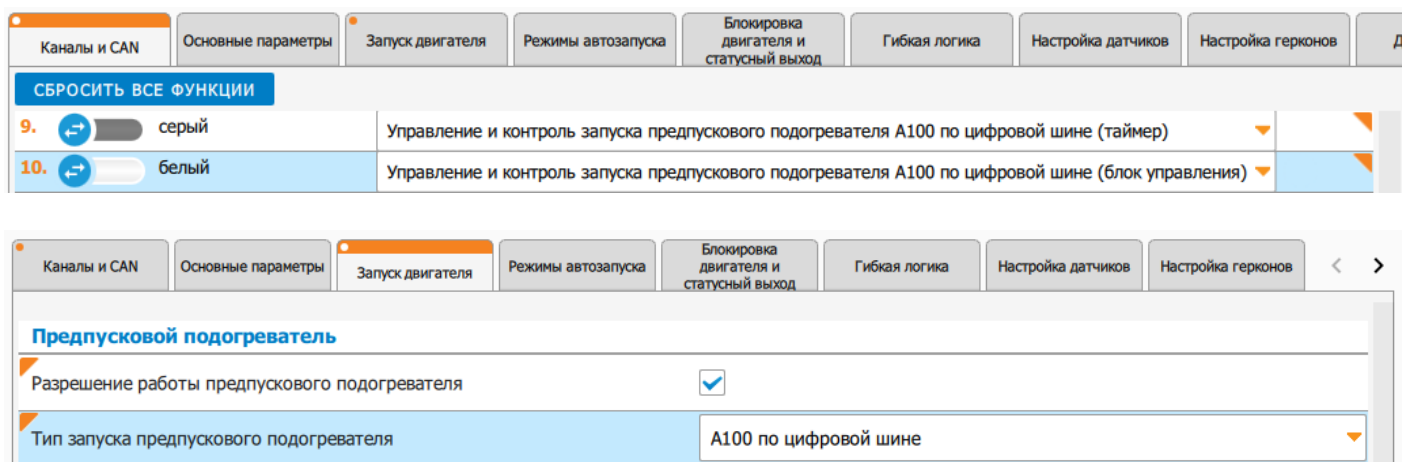 Каналы и CAN
Основные параметры
Запуск двигателя
Режимы автозапуска
Блокировка
двигателя и
статусный выход
Гибкая логика
Настройка датчиков
Настройка герконов
Д
СБРОСИТЬ ВСЕ ФУНКЦИИ
9. серый Управление и контроль запуска предпускового подогревателя A100 по цифровой шине (таймер)
10. белый Управление и контроль запуска предпускового подогревателя A100 по цифровой шине (блок управления)
Каналы и CAN
Основные параметры
Запуск двигателя
Режимы автозапуска
Блокировка
двигателя и
статусный выход
Гибкая логика
Настройка датчиков
Настройка герконов
Предпусковой подогреватель
Разрешение работы предпускового подогревателя
Тип запуска предпускового подогревателя A100 по цифровой шине